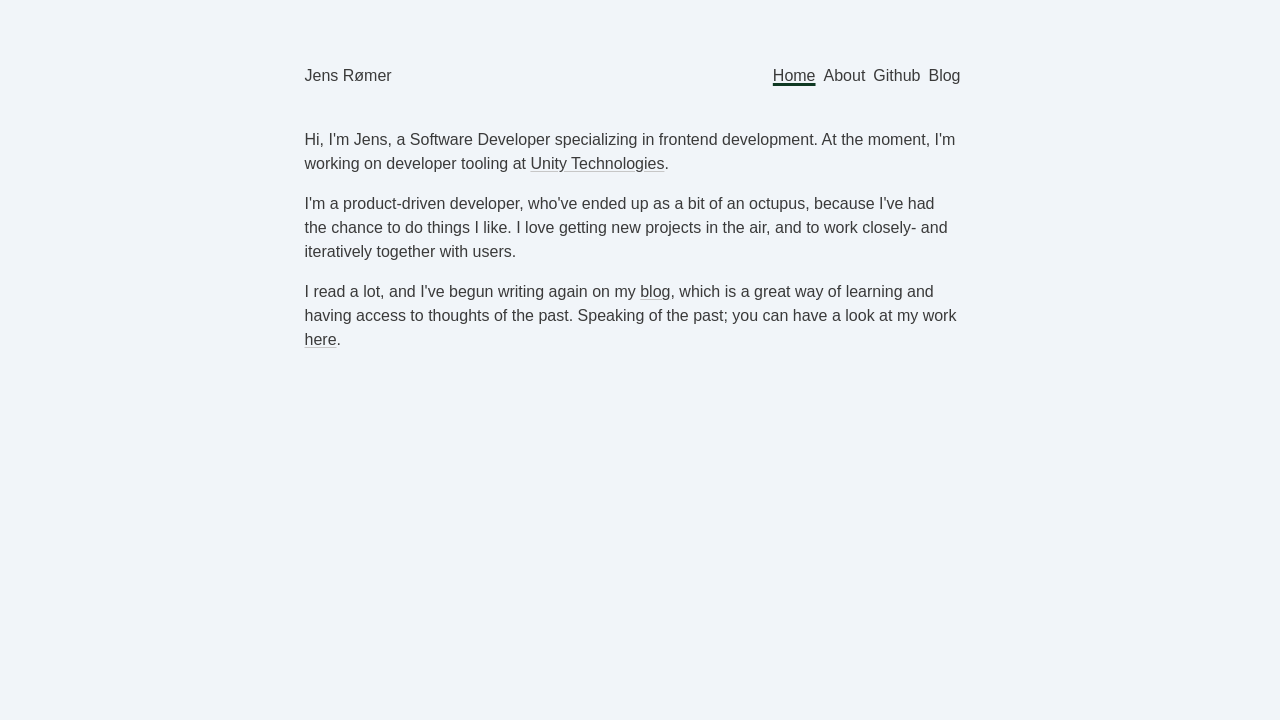 Jens Rømer
Home About Github Blog
Hi, I'm Jens, a Software Developer specializing in frontend development. At the moment, I'm
working on developer tooling at Unity Technologies.
I'm a product-driven developer, who've ended up as a bit of an octupus, because I've had
the chance to do things I like. I love getting new projects in the air, and to work closely- and
iteratively together with users.
I read a lot, and I've begun writing again on my blog, which is a great way of learning and
having access to thoughts of the past. Speaking of the past; you can have a look at my work
here.